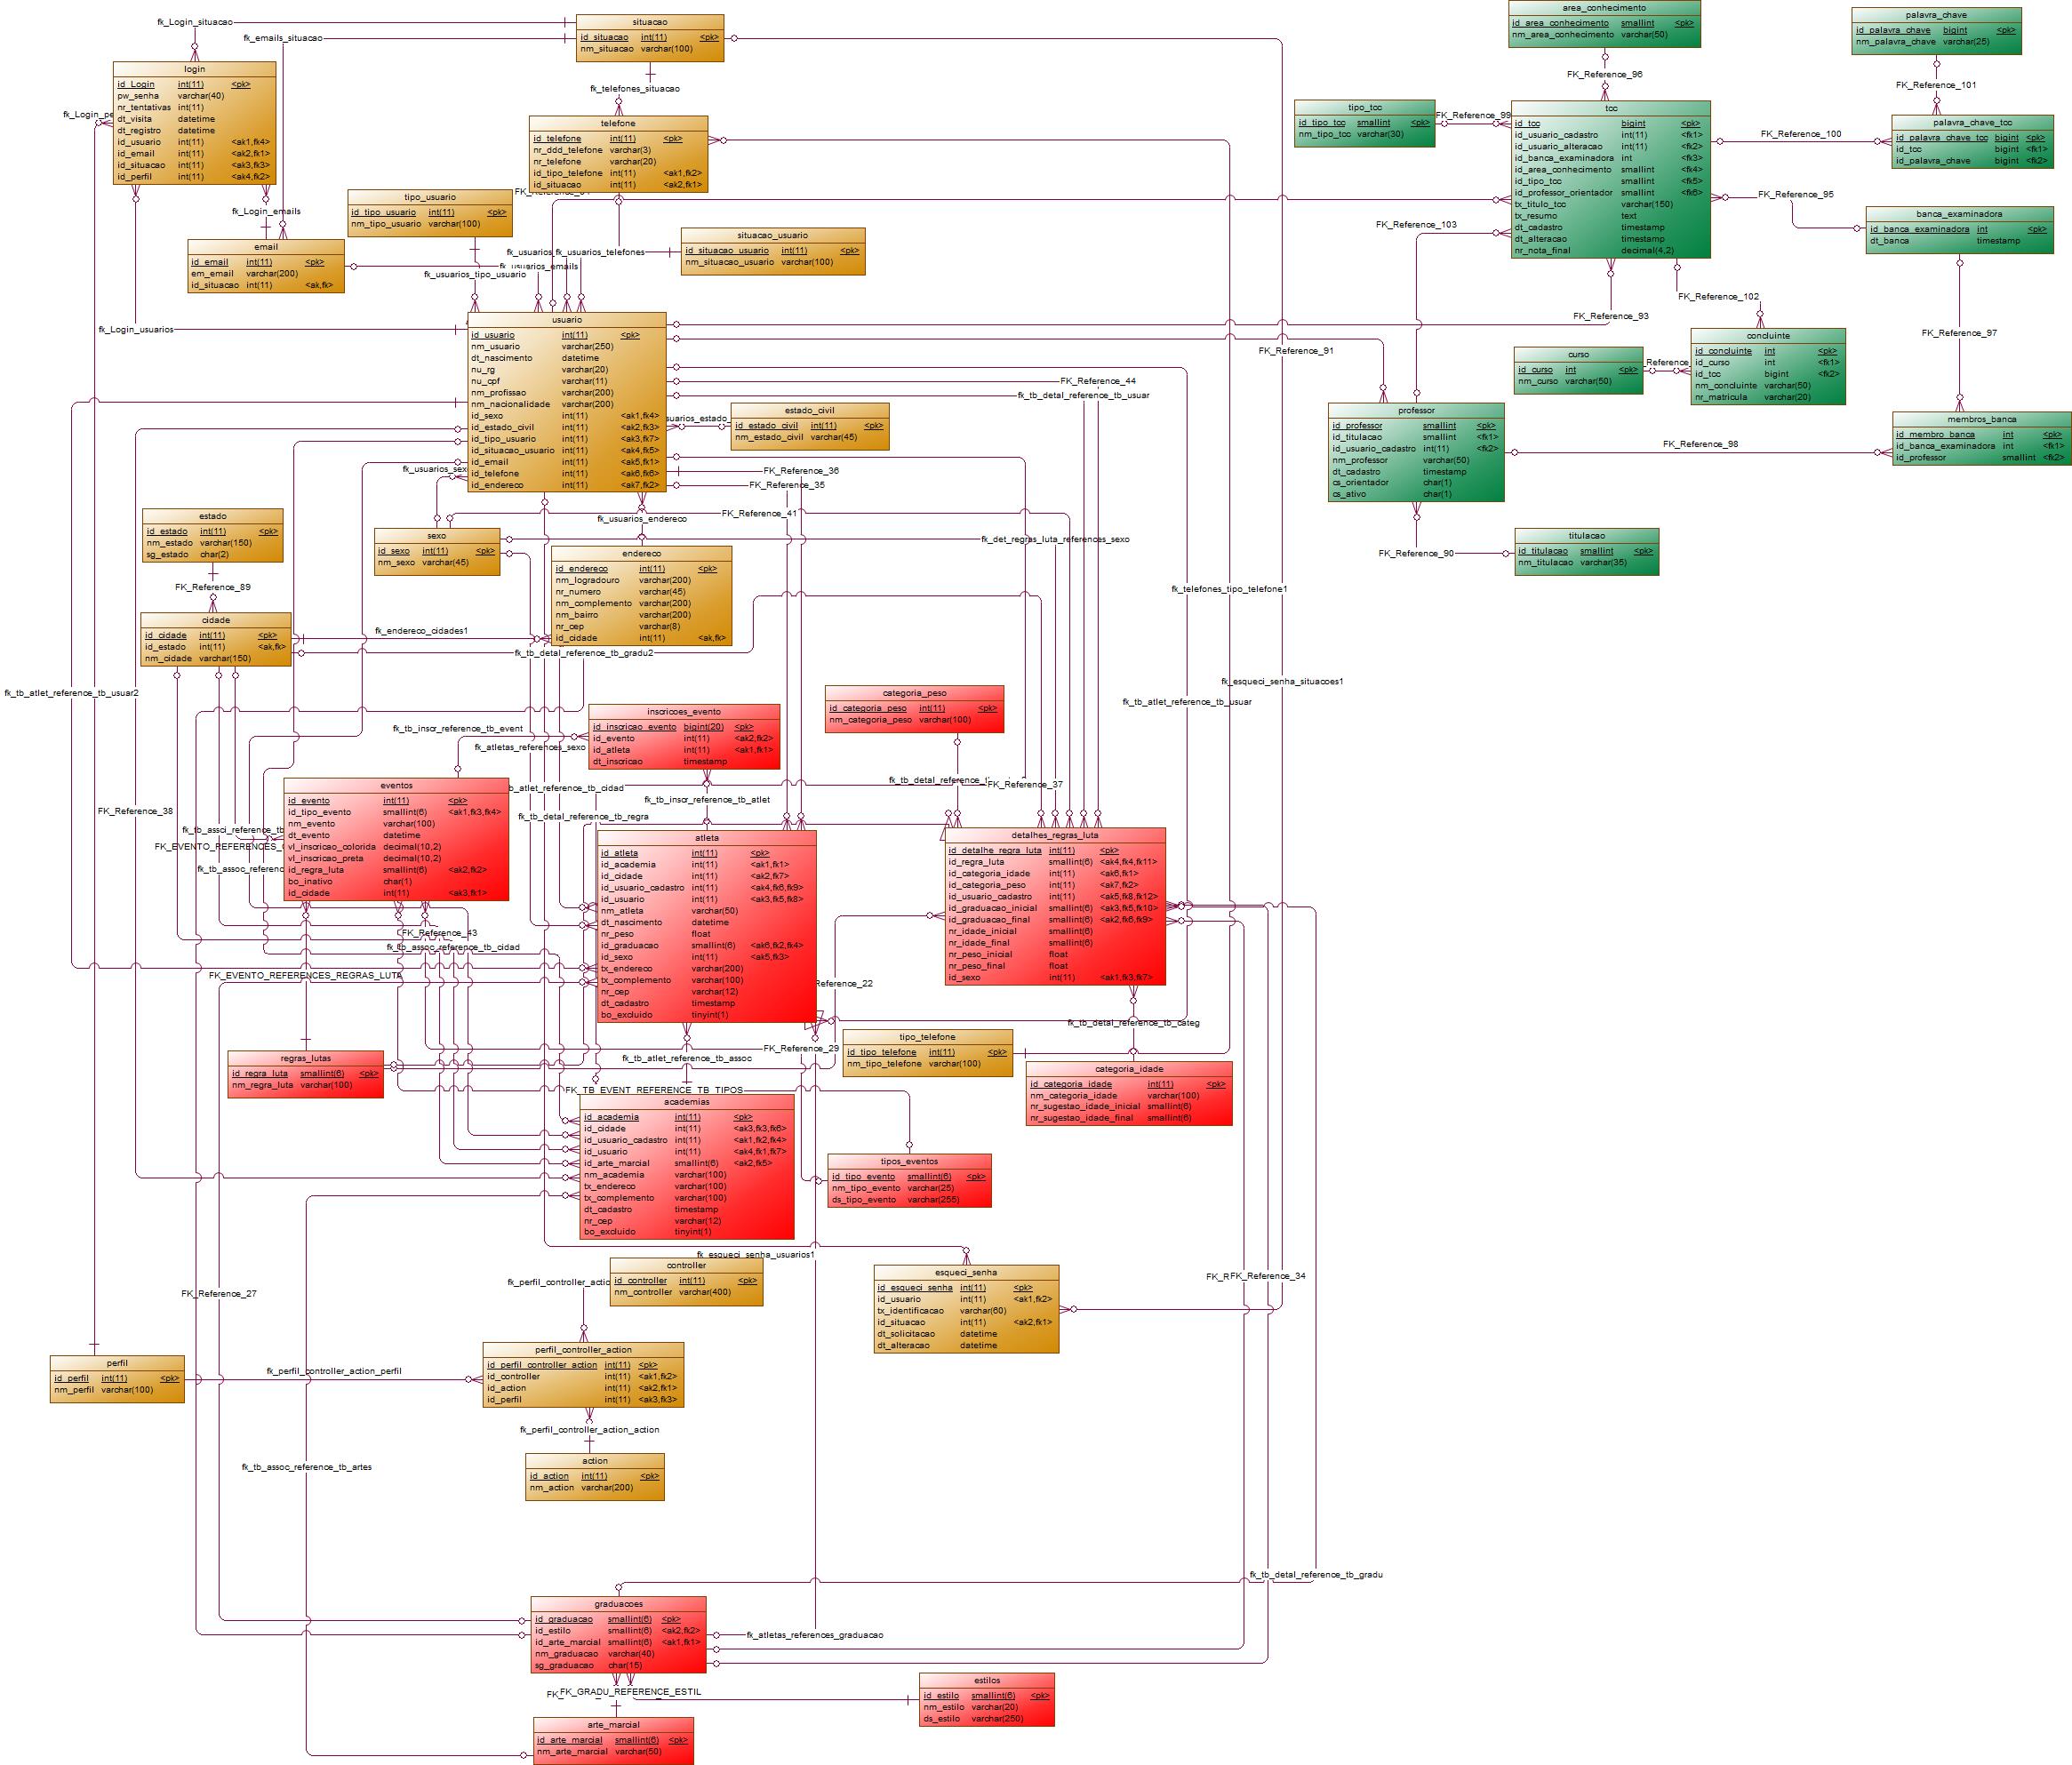 fk_Login_situacao
fk_emails_situacao
situacao
id_situacao int(11) <pk>
nm_situacao varchar(100)
fk_telefones_situacao
login
id_Login int(11) <pk>
pw_senha varchar(40)
nr_tentativas int(11)
dt_visita datetime
dt_registro datetime
id_usuario int(11) <ak1,fk4>
id_email int(11) <ak2,fk1>
id_situacao int(11) <ak3,fk3>
id_perfil int(11) <ak4,fk2>
fk_Login_pe
fk_Login_emails
telefone
id_telefone int(11) <pk>
nr_ddd_telefone varchar(3)
nr_telefone varchar(20)
id_tipo_telefone int(11) <ak1,fk2>
id_situacao int(11) <ak2,fk1>
tipo_usuario
id_tipo_usuario int(11) <pk>
nm_tipo_usuario varchar(100)
situacao_usuario
id_situacao_usuario int(11) <pk>
nm_situacao_usuario varchar(100)
email
id_email int(11) <pk>
em_email varchar(200)
id_situacao int(11) <ak,fk>
fk_usuarios_telefones
fk_usuarios_emails
fk_usuarios_tipo_usuario
fk_Login_usuarios
area_conhecimento
id_area_conhecimento smallint <pk>
nm_area_conhecimento varchar(50)
FK_Reference_96
palavra_chave
id_palavra_chave bigint <pk>
nm_palavra_chave varchar(25)
FK_Reference_101
tipo_tcc
id_tipo_tcc smallint <pk>
nm_tipo_tcc varchar(30)
FK_Reference_99
tcc
id_tcc bigint <pk>
id_usuario_cadastro int(11) <fk1>
id_usuario_alteracao int(11) <fk2>
id_banca_examinadora int <fk3>
id_area_conhecimento smallint <fk4>
id_tipo_tcc smallint <fk5>
id_professor_orientador smallint <fk6>
tx_titulo_tcc varchar(150)
tx_resumo text
dt_cadastro timestamp
dt_alteracao timestamp
nr_nota_final decimal(4,2)
FK_Reference_100
palavra_chave_tcc
id_palavra_chave_tcc bigint <pk>
id_tcc bigint <fk1>
id_palavra_chave bigint <fk2>
FK_Reference_95
banca_examinadora
id_banca_examinadora int <pk>
dt_banca timestamp
FK_Reference_103
FK_Reference_102
FK_Reference_93
FK_Reference_97
FK_Reference_91
concluinte
id_concluinte int <pk>
id_curso int <fk1>
id_tcc bigint <fk2>
nm_concluinte varchar(50)
nr_matricula varchar(20)
curso
id_curso int <pk>
nm_curso varchar(50)
_Reference_
professor
id_professor smallint <pk>
id_titulacao smallint <fk1>
id_usuario_cadastro int(11) <fk2>
nm_professor varchar(50)
dt_cadastro timestamp
cs_orientador char(1)
cs_ativo char(1)
FK_Reference_98
membros_banca
id_membro_banca int <pk>
id_banca_examinadora int <fk1>
id_professor smallint <fk2>
FK_Reference_90
titulacao
id_titulacao smallint <pk>
nm_titulacao varchar(35)
usuario
id_usuario int(11) <pk>
nm_usuario varchar(250)
dt_nascimento datetime
nu_rg varchar(20)
nu_cpf varchar(11)
nm_profissao varchar(200)
nm_nacionalidade varchar(200)
id_sexo int(11) <ak1,fk4>
id_estado_civil int(11) <ak2,fk3>
id_tipo_usuario int(11) <ak3,fk7>
id_situacao_usuario int(11) <ak4,fk5>
id_email int(11) <ak5,fk1>
id_telefone int(11) <ak6,fk6>
id_endereco int(11) <ak7,fk2>
FK_Reference_44
fk_tb_detal_reference_tb_usuar
estado_civil
id_estado_civil int(11) <pk>
nm_estado_civil varchar(45)
usuarios_estado_
FK_Reference_36
FK_Reference_35
fk_usuarios_sex
FK_Reference_41
fk_usuarios_endereco
fk_det_regras_luta_references_sexo
estado
id_estado int(11) <pk>
nm_estado varchar(150)
sg_estado char(2)
FK_Reference_89
sexo
id_sexo int(11) <pk>
nm_sexo varchar(45)
endereco
id_endereco int(11) <pk>
nm_logradouro varchar(200)
nr_numero varchar(45)
nm_complemento varchar(200)
nm_bairro varchar(200)
nr_cep varchar(8)
id_cidade int(11) <ak,fk>
fk_telefones_tipo_telefone1
cidade
id_cidade int(11) <pk>
id_estado int(11) <ak,fk>
nm_cidade varchar(150)
fk_endereco_cidades1
fk_tb_detal_reference_tb_gradu2
fk_tb_atlet_reference_tb_usuar2
fk_esqueci_senha_situacoes1
fk_tb_atlet_reference_tb_usuar
categoria_peso
id_categoria_peso int(11) <pk>
nm_categoria_peso varchar(100)
inscricoes_evento
id_inscricao_evento bigint(20) <pk>
id_evento int(11) <ak2,fk2>
id_atleta int(11) <ak1,fk1>
dt_inscricao timestamp
fk_tb_inscr_reference_tb_event
fk_atletas_references_sexo
fk_tb_detal_reference_t
FK_Reference_37
b_atlet_reference_tb_cidad
fk_tb_inscr_reference_tb_atlet
fk_tb_detal_reference_tb_regra
FK_Reference_38
eventos
id_evento int(11) <pk>
id_tipo_evento smallint(6) <ak1,fk3,fk4>
nm_evento varchar(100)
dt_evento datetime
vl_inscricao_colorida decimal(10,2)
vl_inscricao_preta decimal(10,2)
id_regra_luta smallint(6) <ak2,fk2>
bo_inativo char(1)
id_cidade int(11) <ak3,fk1>
fk_tb_assci_reference_tb
FK_EVENTO_REFERENCES_
fk_tb_assoc_referenc
atleta
id_atleta int(11) <pk>
id_academia int(11) <ak1,fk1>
id_cidade int(11) <ak2,fk7>
id_usuario_cadastro int(11) <ak4,fk6,fk9>
id_usuario int(11) <ak3,fk5,fk8>
nm_atleta varchar(50)
dt_nascimento datetime
nr_peso float
id_graduacao smallint(6) <ak6,fk2,fk4>
id_sexo int(11) <ak5,fk3>
tx_endereco varchar(200)
tx_complemento varchar(100)
nr_cep varchar(12)
dt_cadastro timestamp
bo_excluido tinyint(1)
detalhes_regras_luta
id_detalhe_regra_luta int(11) <pk>
id_regra_luta smallint(6) <ak4,fk4,fk11>
id_categoria_idade int(11) <ak6,fk1>
id_categoria_peso int(11) <ak7,fk2>
id_usuario_cadastro int(11) <ak5,fk8,fk12>
id_graduacao_inicial smallint(6) <ak3,fk5,fk10>
id_graduacao_final smallint(6) <ak2,fk6,fk9>
nr_idade_inicial smallint(6)
nr_idade_final smallint(6)
nr_peso_inicial float
nr_peso_final float
id_sexo int(11) <ak1,fk3,fk7>
FK_Reference_43
fk_tb_assoc_reference_tb_cidad
FK_EVENTO_REFERENCES_REGRAS_LUTA
Reference_22
fk_tb_detal_reference_tb_categ
regras_lutas
id_regra_luta smallint(6) <pk>
nm_regra_luta varchar(100)
FK_Reference_29
fk_tb_atlet_reference_tb_assoc
tipo_telefone
id_tipo_telefone int(11) <pk>
nm_tipo_telefone varchar(100)
categoria_idade
id_categoria_idade int(11) <pk>
nm_categoria_idade varchar(100)
nr_sugestao_idade_inicial smallint(6)
nr_sugestao_idade_final smallint(6)
FK_TB_EVENT_REFERENCE_TB_TIPOS
academias
id_academia int(11) <pk>
id_cidade int(11) <ak3,fk3,fk6>
id_usuario_cadastro int(11) <ak1,fk2,fk4>
id_usuario int(11) <ak4,fk1,fk7>
id_arte_marcial smallint(6) <ak2,fk5>
nm_academia varchar(100)
tx_endereco varchar(100)
tx_complemento varchar(100)
dt_cadastro timestamp
nr_cep varchar(12)
bo_excluido tinyint(1)
tipos_eventos
id_tipo_evento smallint(6) <pk>
nm_tipo_evento varchar(25)
ds_tipo_evento varchar(255)
fk_esqueci_senha_usuarios1
controller
id_controller int(11) <pk>
nm_controller varchar(400)
fk_perfil_controller_actio
esqueci_senha
id_esqueci_senha int(11) <pk>
id_usuario int(11) <ak1,fk2>
tx_identificacao varchar(60)
id_situacao int(11) <ak2,fk1>
dt_solicitacao datetime
dt_alteracao datetime
FK_R
FK_Reference_34
FK_Reference_27
perfil
id_perfil int(11) <pk>
nm_perfil varchar(100)
fk_perfil_controller_action_perfil
perfil_controller_action
id_perfil_controller_action int(11) <pk>
id_controller int(11) <ak1,fk2>
id_action int(11) <ak2,fk1>
id_perfil int(11) <ak3,fk3>
fk_perfil_controller_action_action
action
id_action int(11) <pk>
nm_action varchar(200)
fk_tb_assoc_reference_tb_artes
fk_tb_detal_reference_tb_gradu
graduacoes
id_graduacao smallint(6) <pk>
id_estilo smallint(6) <ak2,fk2>
id_arte_marcial smallint(6) <ak1,fk1>
nm_graduacao varchar(40)
sg_graduacao char(15)
fk_atletas_references_graduacao
FK_
FK_GRADU_REFERENCE_ESTIL
estilos
id_estilo smallint(6) <pk>
nm_estilo varchar(20)
ds_estilo varchar(250)
arte_marcial
id_arte_marcial smallint(6) <pk>
nm_arte_marcial varchar(50)